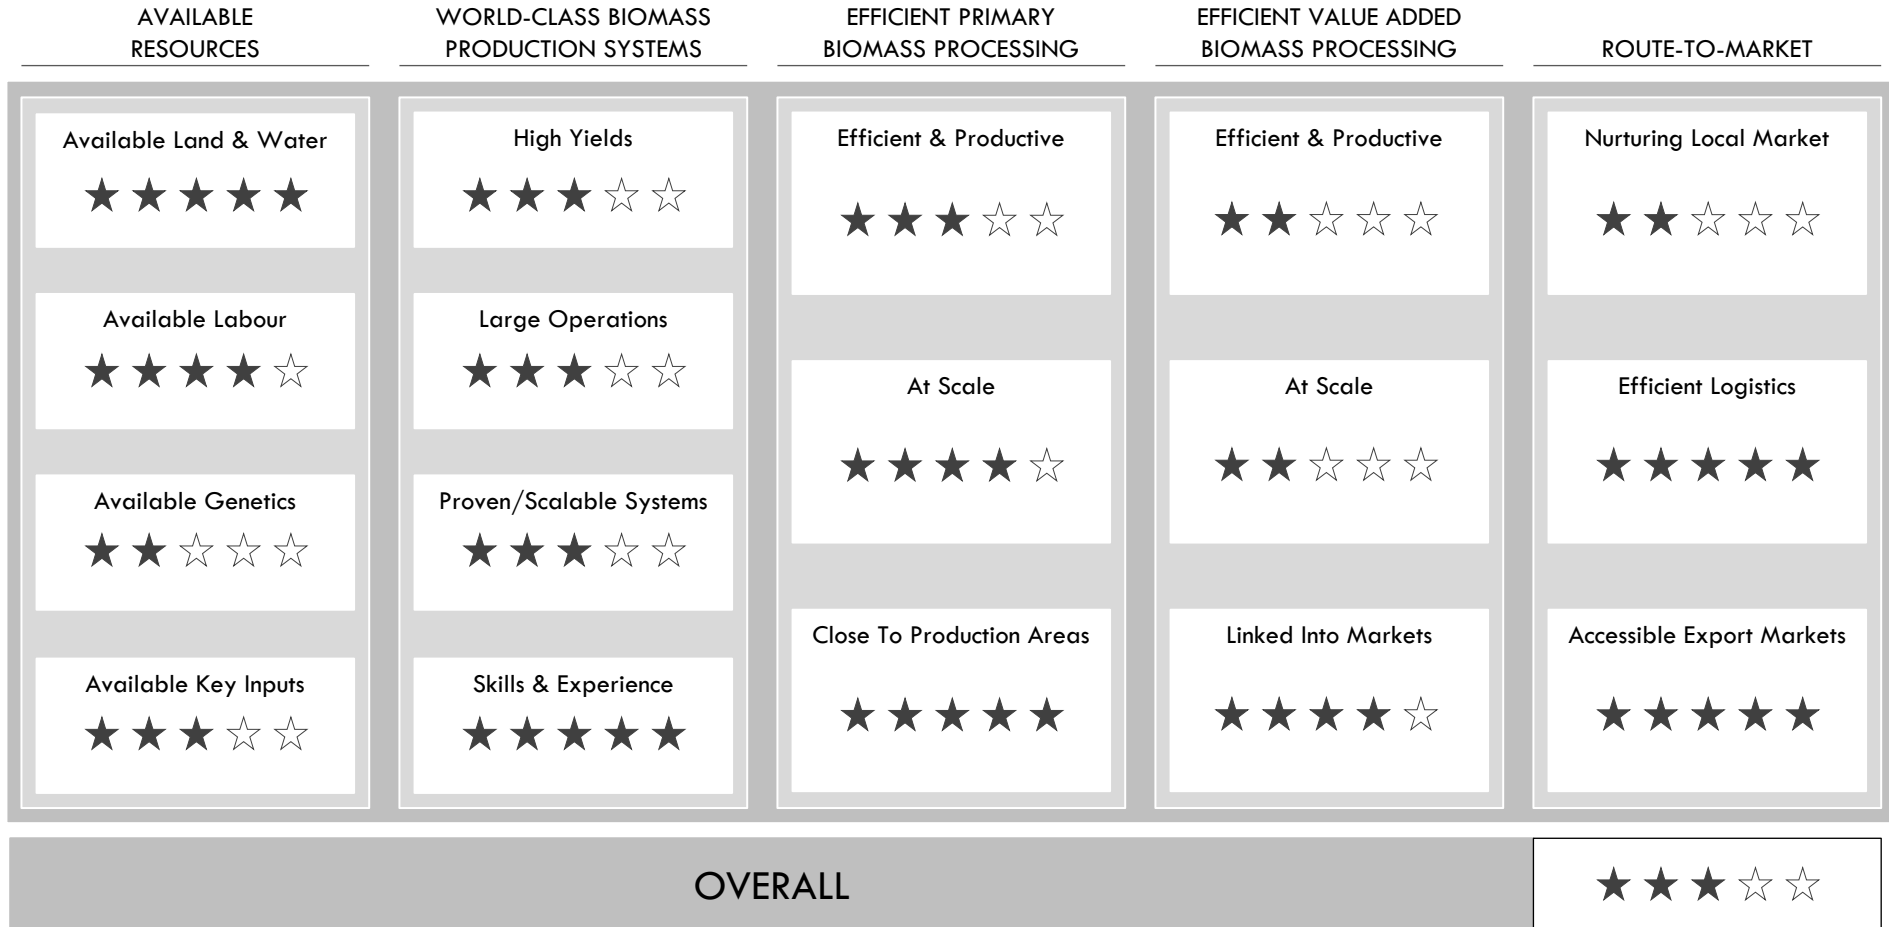 AVAILABLE
RESOURCES
WORLD-CLASS BIOMASS
PRODUCTION SYSTEMS
EFFICIENT PRIMARY
BIOMASS PROCESSING
EFFICIENT VALUE ADDED
BIOMASS PROCESSING
ROUTE-TO-MARKET
Available Land & Water
★ ★ ★ ★ ★
Available Labour
★ ★ ★ ★ ☆
Available Genetics
★ ★ ☆ ☆ ☆
Available Key Inputs
★ ★ ★ ☆ ☆
High Yields
★ ★ ★ ☆ ☆
Large Operations
★ ★ ★ ☆ ☆
Proven/Scalable Systems
★ ★ ★ ☆ ☆
Skills & Experience
★ ★ ★ ★ ★
Efficient & Productive
★ ★ ★ ☆ ☆
At Scale
★ ★ ★ ★ ☆
Close To Production Areas
★ ★ ★ ★ ★
Efficient & Productive
★ ★ ☆ ☆ ☆
At Scale
★ ★ ☆ ☆ ☆
Linked Into Markets
★ ★ ★ ★ ☆
Nurturing Local Market
★ ★ ☆ ☆ ☆
Efficient Logistics
★ ★ ★ ★ ★
Accessible Export Markets
★ ★ ★ ★ ★
OVERALL
★ ★ ★ ☆ ☆